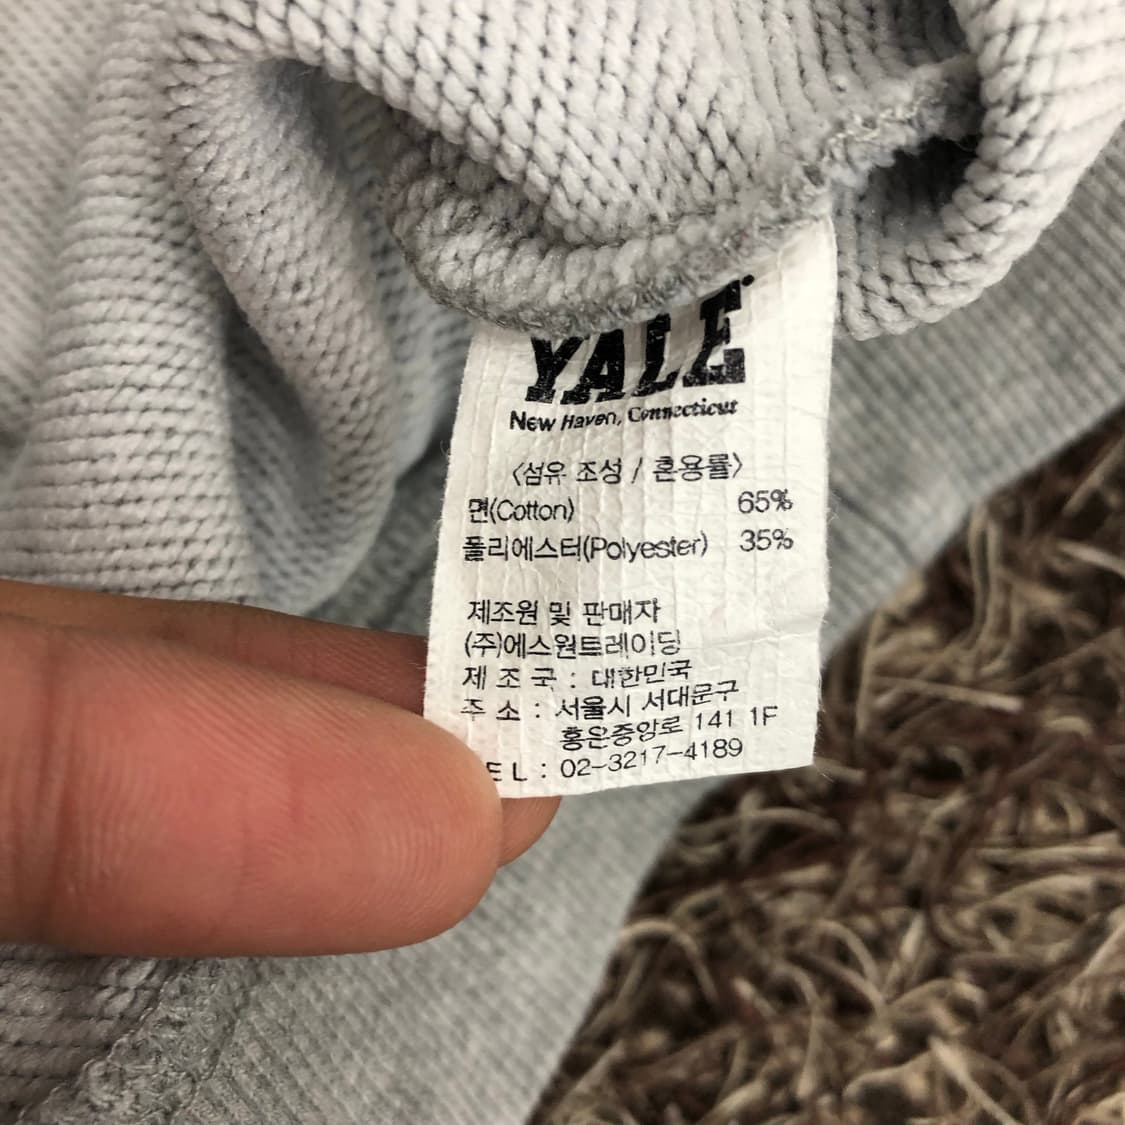 YALE
New Haven, Connecticut
<섬유 조성 / 혼용률>
면(Cotton) 65%
폴리에스터(Polyester) 35%
제조원 및 판매자
(주)에스원트레이딩
제 조 국 : 대한민국
주 소 : 서울시 서대문구
홍은중앙로 141 1F
EL : 02-3217-4189